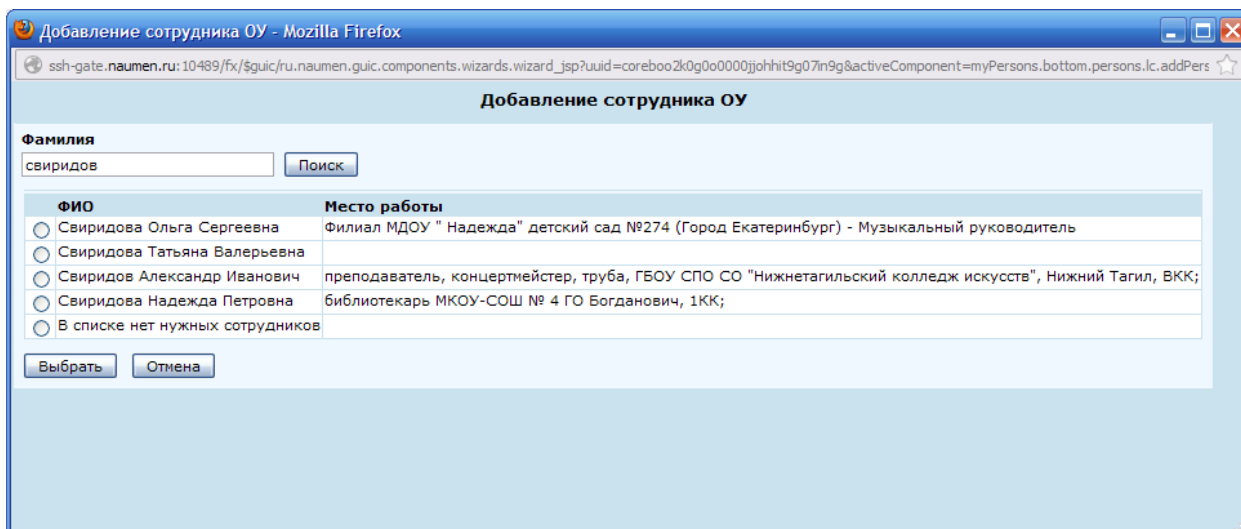 Добавление сотрудника ОУ - Mozilla Firefox
ssh-gate.naumen.ru:10489/fx/$guic/ru.naumen.guic.components.wizards.wizard_jsp?uuid=coreboo2k0g0o0000jjohhit9g07in9g&activeComponent=myPersons.bottom.persons.lc.addPers
Добавление сотрудника ОУ
Фамилия
свиридов Поиск
ФИО Место работы
Свиридова Ольга Сергеевна Филиал МДОУ " Надежда" детский сад №274 (Город Екатеринбург) - Музыкальный руководитель
Свиридова Татьяна Валерьевна
Свиридов Александр Иванович преподаватель, концертмейстер, труба, ГБОУ СПО СО "Нижнетагильский колледж искусств", Нижний Тагил, ВКК;
Свиридова Надежда Петровна библиотекарь МКОУ-СОШ № 4 ГО Богданович, 1КК;
В списке нет нужных сотрудников
Выбрать Отмена